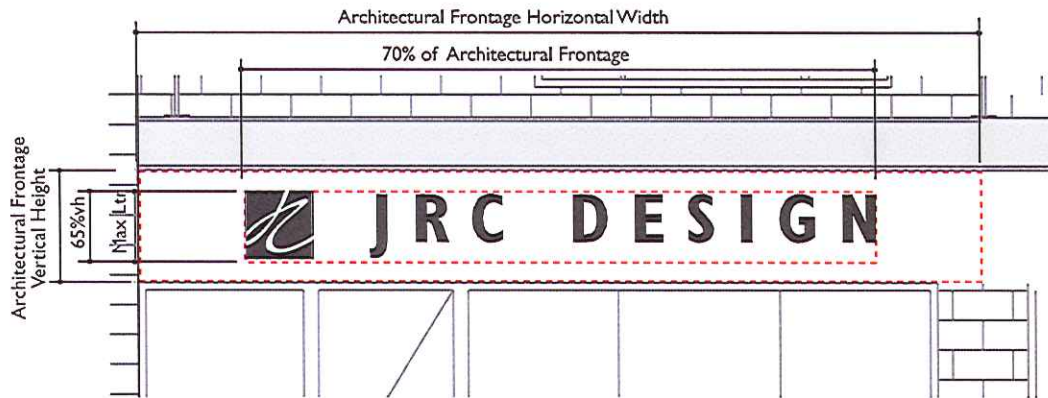 Architectural Frontage Horizontal Width
70% of Architectural Frontage
Architectural Frontage
Vertical Height
65%vh
Max Ltr
JRC DESIGN